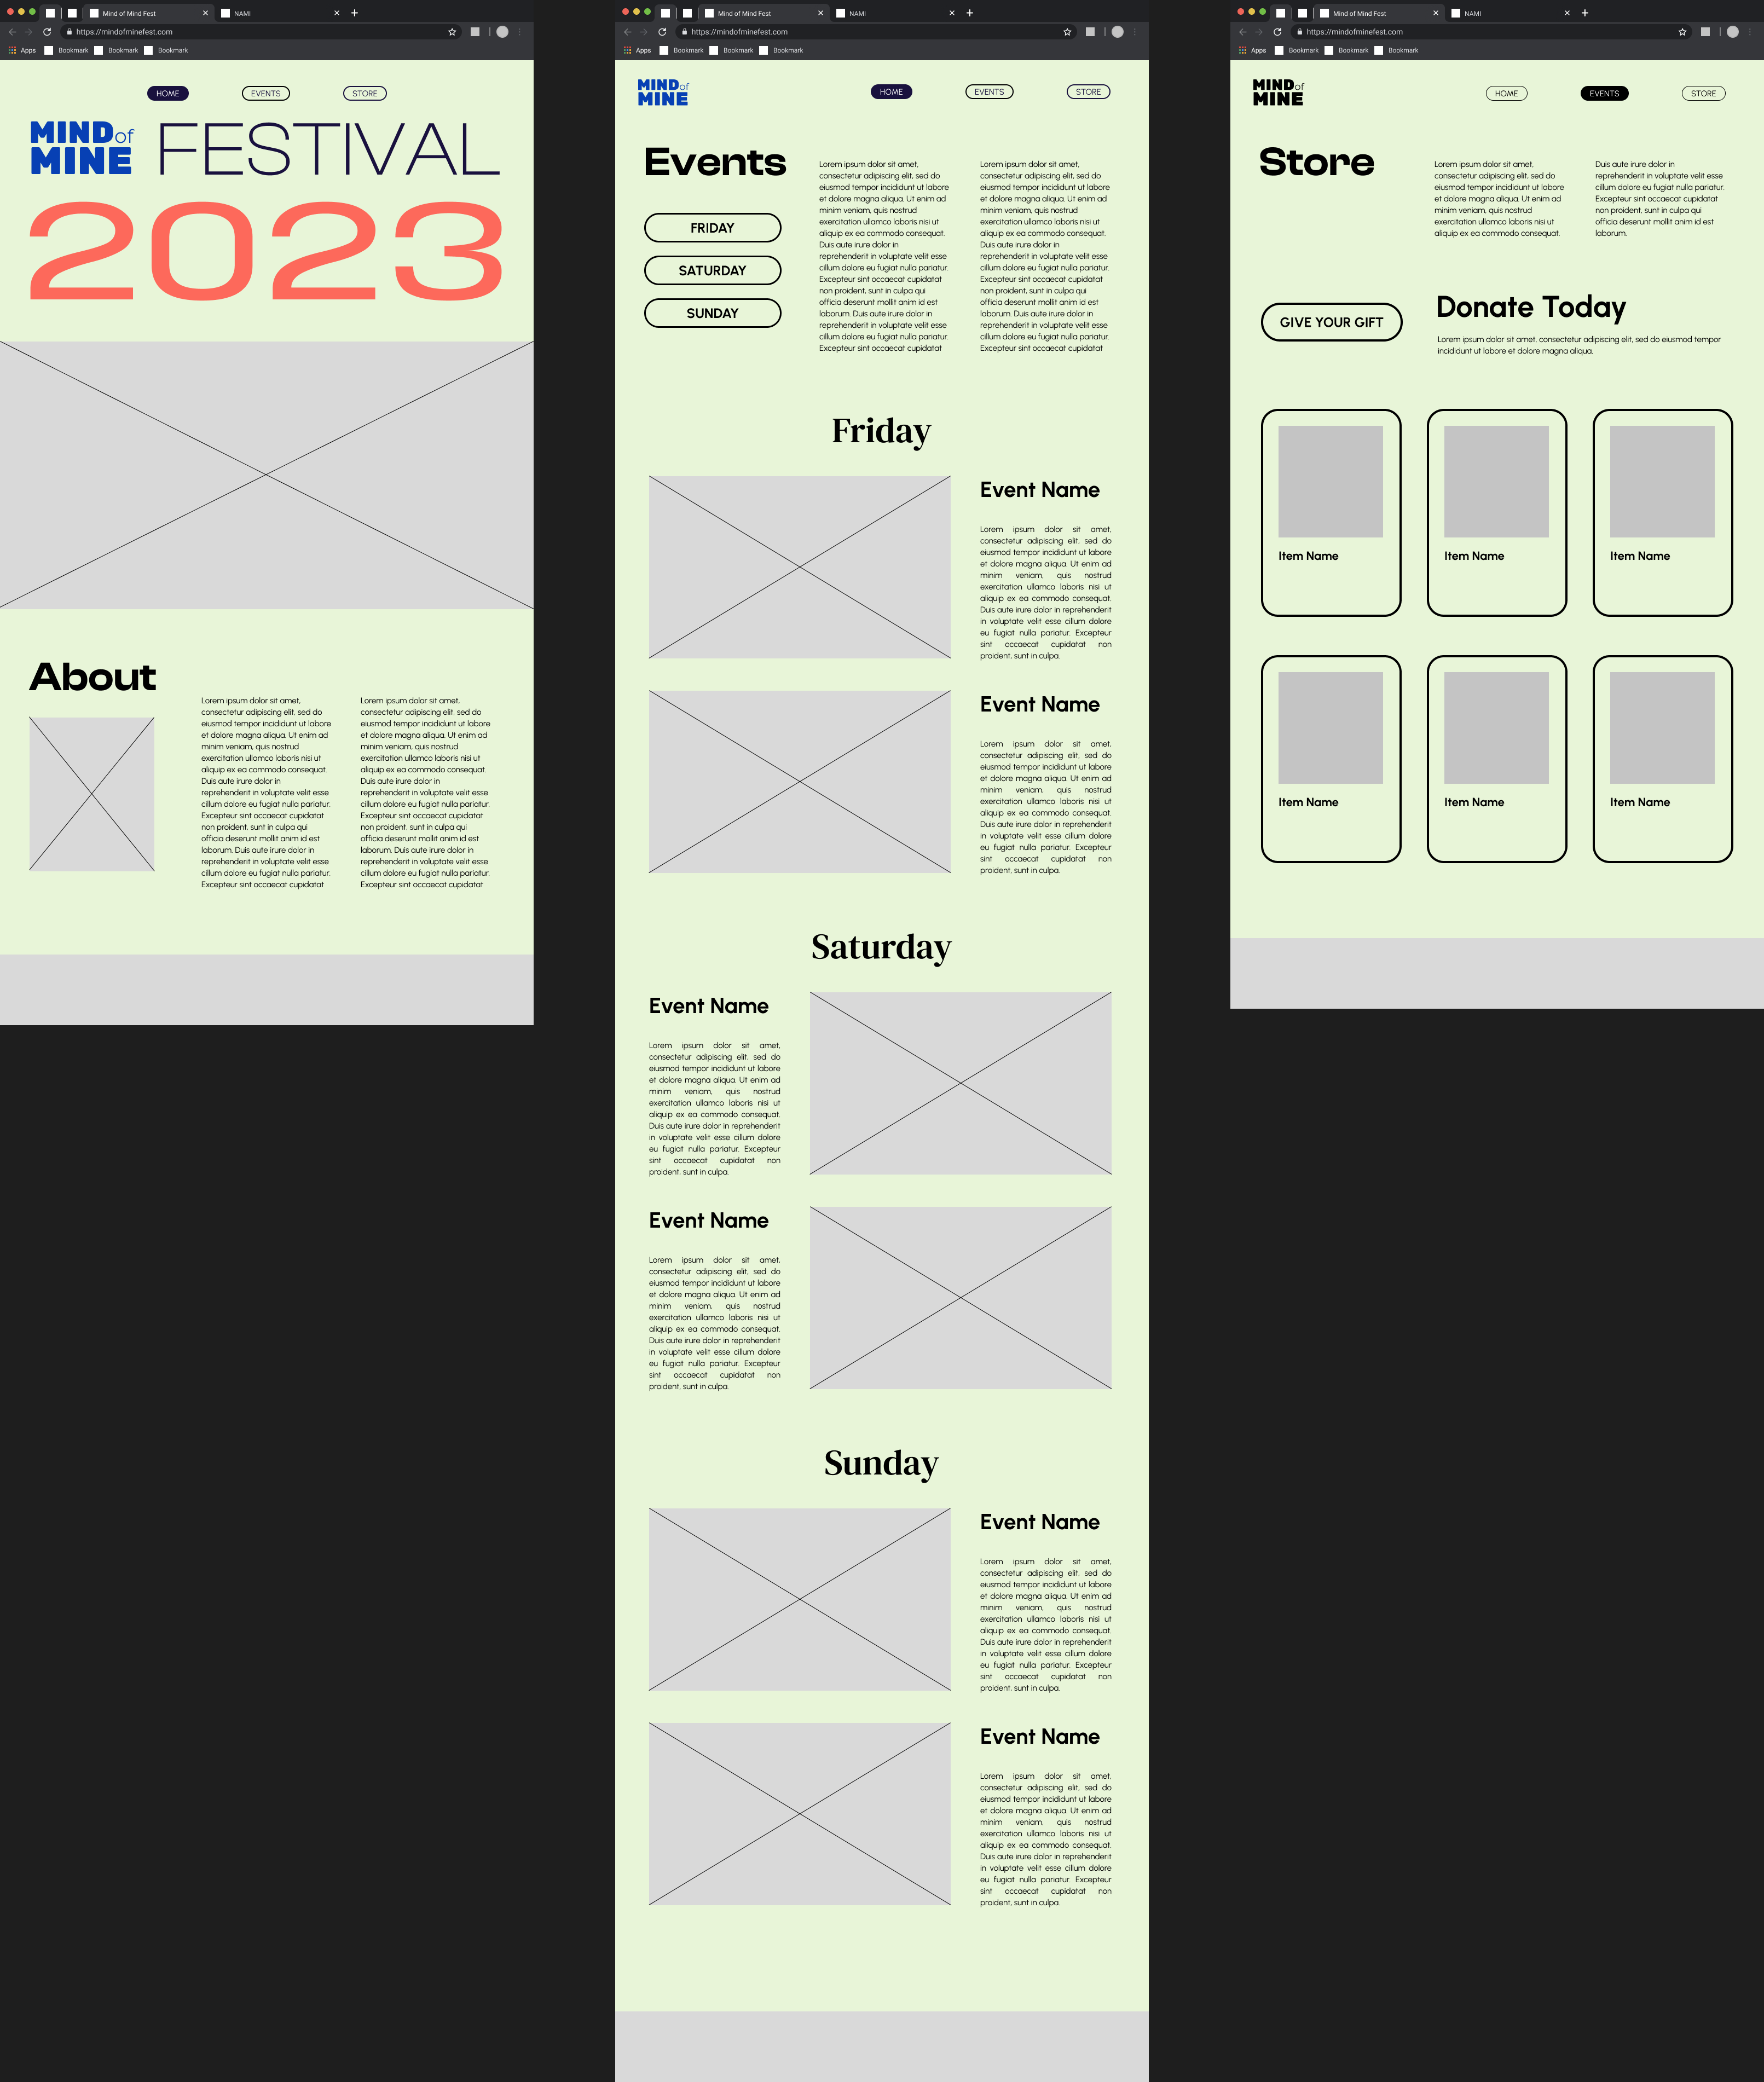 Mind of Mind Fest
NAMI
https://mindofminefest.com
Apps
Bookmark
Bookmark
Bookmark
HOME
EVENTS
STORE
MIND of
MINE
FESTIVAL
2023
About
Lorem ipsum dolor sit amet,
consectetur adipiscing elit, sed do
eiusmod tempor incididunt ut labore
et dolore magna aliqua. Ut enim ad
minim veniam, quis nostrud
exercitation ullamco laboris nisi ut
aliquip ex ea commodo consequat.
Duis aute irure dolor in
reprehenderit in voluptate velit esse
cillum dolore eu fugiat nulla pariatur.
Excepteur sint occaecat cupidatat
non proident, sunt in culpa qui
officia deserunt mollit anim id est
laborum. Duis aute irure dolor in
reprehenderit in voluptate velit esse
cillum dolore eu fugiat nulla pariatur.
Excepteur sint occaecat cupidatat
Lorem ipsum dolor sit amet,
consectetur adipiscing elit, sed do
eiusmod tempor incididunt ut labore
et dolore magna aliqua. Ut enim ad
minim veniam, quis nostrud
exercitation ullamco laboris nisi ut
aliquip ex ea commodo consequat.
Duis aute irure dolor in
reprehenderit in voluptate velit esse
cillum dolore eu fugiat nulla pariatur.
Excepteur sint occaecat cupidatat
non proident, sunt in culpa qui
officia deserunt mollit anim id est
laborum. Duis aute irure dolor in
reprehenderit in voluptate velit esse
cillum dolore eu fugiat nulla pariatur.
Excepteur sint occaecat cupidatat
Mind of Mind Fest
NAMI
https://mindofminefest.com
Apps
Bookmark
Bookmark
Bookmark
MIND of
MINE
HOME
EVENTS
STORE
Events
FRIDAY
SATURDAY
SUNDAY
Lorem ipsum dolor sit amet,
consectetur adipiscing elit, sed do
eiusmod tempor incididunt ut labore
et dolore magna aliqua. Ut enim ad
minim veniam, quis nostrud
exercitation ullamco laboris nisi ut
aliquip ex ea commodo consequat.
Duis aute irure dolor in
reprehenderit in voluptate velit esse
cillum dolore eu fugiat nulla pariatur.
Excepteur sint occaecat cupidatat
non proident, sunt in culpa qui
officia deserunt mollit anim id est
laborum. Duis aute irure dolor in
reprehenderit in voluptate velit esse
cillum dolore eu fugiat nulla pariatur.
Excepteur sint occaecat cupidatat
Lorem ipsum dolor sit amet,
consectetur adipiscing elit, sed do
eiusmod tempor incididunt ut labore
et dolore magna aliqua. Ut enim ad
minim veniam, quis nostrud
exercitation ullamco laboris nisi ut
aliquip ex ea commodo consequat.
Duis aute irure dolor in
reprehenderit in voluptate velit esse
cillum dolore eu fugiat nulla pariatur.
Excepteur sint occaecat cupidatat
non proident, sunt in culpa qui
officia deserunt mollit anim id est
laborum. Duis aute irure dolor in
reprehenderit in voluptate velit esse
cillum dolore eu fugiat nulla pariatur.
Excepteur sint occaecat cupidatat
Friday
Event Name
Lorem ipsum dolor sit amet,
consectetur adipiscing elit, sed do
eiusmod tempor incididunt ut labore
et dolore magna aliqua. Ut enim ad
minim veniam, quis nostrud
exercitation ullamco laboris nisi ut
aliquip ex ea commodo consequat.
Duis aute irure dolor in reprehenderit
in voluptate velit esse cillum dolore
eu fugiat nulla pariatur. Excepteur
sint occaecat cupidatat non
proident, sunt in culpa.
Event Name
Lorem ipsum dolor sit amet,
consectetur adipiscing elit, sed do
eiusmod tempor incididunt ut labore
et dolore magna aliqua. Ut enim ad
minim veniam, quis nostrud
exercitation ullamco laboris nisi ut
aliquip ex ea commodo consequat.
Duis aute irure dolor in reprehenderit
in voluptate velit esse cillum dolore
eu fugiat nulla pariatur. Excepteur
sint occaecat cupidatat non
proident, sunt in culpa.
Saturday
Event Name
Lorem ipsum dolor sit amet,
consectetur adipiscing elit, sed do
eiusmod tempor incididunt ut labore
et dolore magna aliqua. Ut enim ad
minim veniam, quis nostrud
exercitation ullamco laboris nisi ut
aliquip ex ea commodo consequat.
Duis aute irure dolor in reprehenderit
in voluptate velit esse cillum dolore
eu fugiat nulla pariatur. Excepteur
sint occaecat cupidatat non
proident, sunt in culpa.
Event Name
Lorem ipsum dolor sit amet,
consectetur adipiscing elit, sed do
eiusmod tempor incididunt ut labore
et dolore magna aliqua. Ut enim ad
minim veniam, quis nostrud
exercitation ullamco laboris nisi ut
aliquip ex ea commodo consequat.
Duis aute irure dolor in reprehenderit
in voluptate velit esse cillum dolore
eu fugiat nulla pariatur. Excepteur
sint occaecat cupidatat non
proident, sunt in culpa.
Sunday
Event Name
Lorem ipsum dolor sit amet,
consectetur adipiscing elit, sed do
eiusmod tempor incididunt ut labore
et dolore magna aliqua. Ut enim ad
minim veniam, quis nostrud
exercitation ullamco laboris nisi ut
aliquip ex ea commodo consequat.
Duis aute irure dolor in reprehenderit
in voluptate velit esse cillum dolore
eu fugiat nulla pariatur. Excepteur
sint occaecat cupidatat non
proident, sunt in culpa.
Event Name
Lorem ipsum dolor sit amet,
consectetur adipiscing elit, sed do
eiusmod tempor incididunt ut labore
et dolore magna aliqua. Ut enim ad
minim veniam, quis nostrud
exercitation ullamco laboris nisi ut
aliquip ex ea commodo consequat.
Duis aute irure dolor in reprehenderit
in voluptate velit esse cillum dolore
eu fugiat nulla pariatur. Excepteur
sint occaecat cupidatat non
proident, sunt in culpa.
Mind of Mind Fest
NAMI
https://mindofminefest.com
Apps
Bookmark
Bookmark
Bookmark
MIND of
MINE
HOME
EVENTS
STORE
Store
Lorem ipsum dolor sit amet,
consectetur adipiscing elit, sed do
eiusmod tempor incididunt ut labore
et dolore magna aliqua. Ut enim ad
minim veniam, quis nostrud
exercitation ullamco laboris nisi ut
aliquip ex ea commodo consequat.
Duis aute irure dolor in
reprehenderit in voluptate velit esse
cillum dolore eu fugiat nulla pariatur.
Excepteur sint occaecat cupidatat
non proident, sunt in culpa qui
officia deserunt mollit anim id est
laborum.
GIVE YOUR GIFT
Donate Today
Lorem ipsum dolor sit amet, consectetur adipiscing elit, sed do eiusmod tempor
incididunt ut labore et dolore magna aliqua.
Item Name
Item Name
Item Name
Item Name
Item Name
Item Name